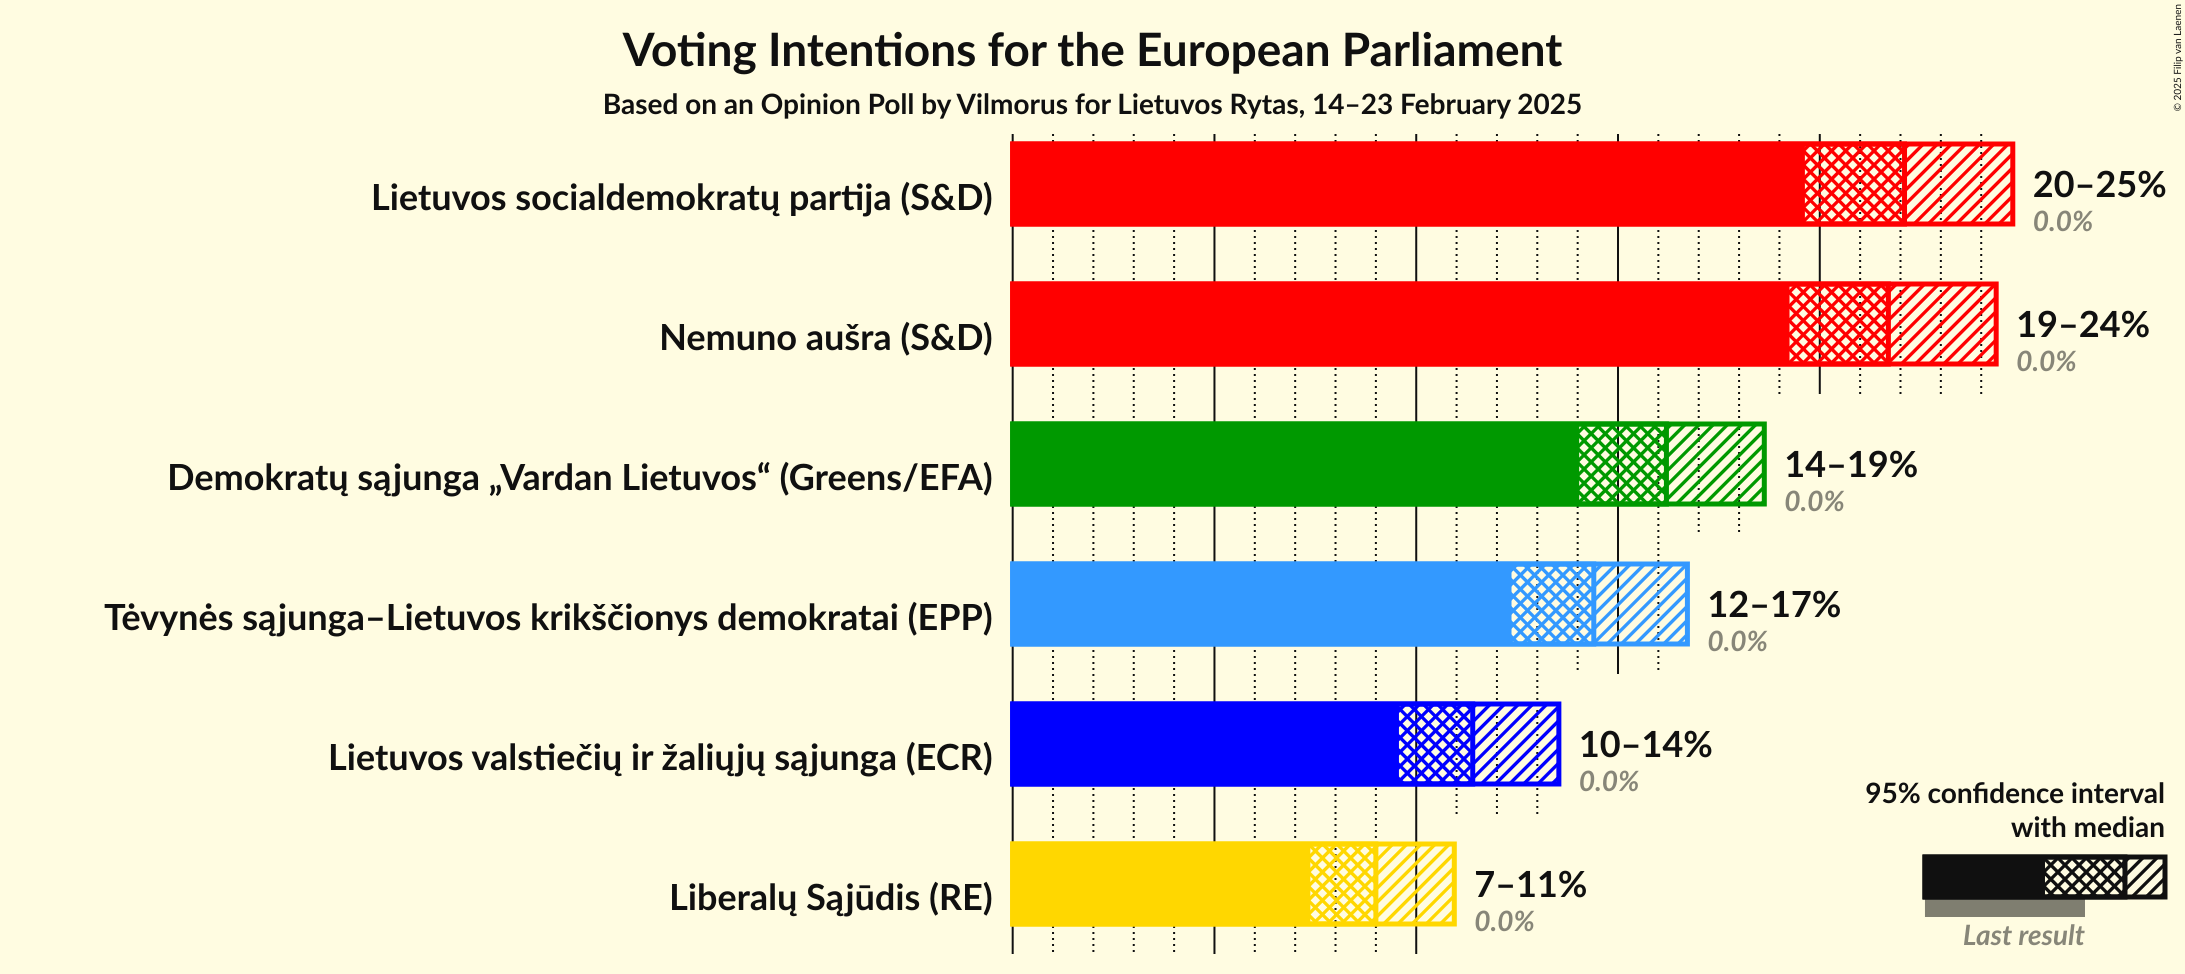 Voting Intentions for the European Parliament
Based on an Opinion Poll by Vilmorus for Lietuvos Rytas, 14–23 February 2025
© 2025 Filip van Laenen
Lietuvos socialdemokratų partija (S&D)
20–25%
0.0%
Nemuno aušra (S&D)
19–24%
0.0%
Demokratų sąjunga „Vardan Lietuvos“ (Greens/EFA)
14–19%
0.0%
Tėvynės sąjunga–Lietuvos krikščionys demokratai (EPP)
12–17%
0.0%
Lietuvos valstiečių ir žaliųjų sąjunga (ECR)
10–14%
0.0%
Liberalų Sąjūdis (RE)
7–11%
0.0%
95% confidence interval
with median
Last result